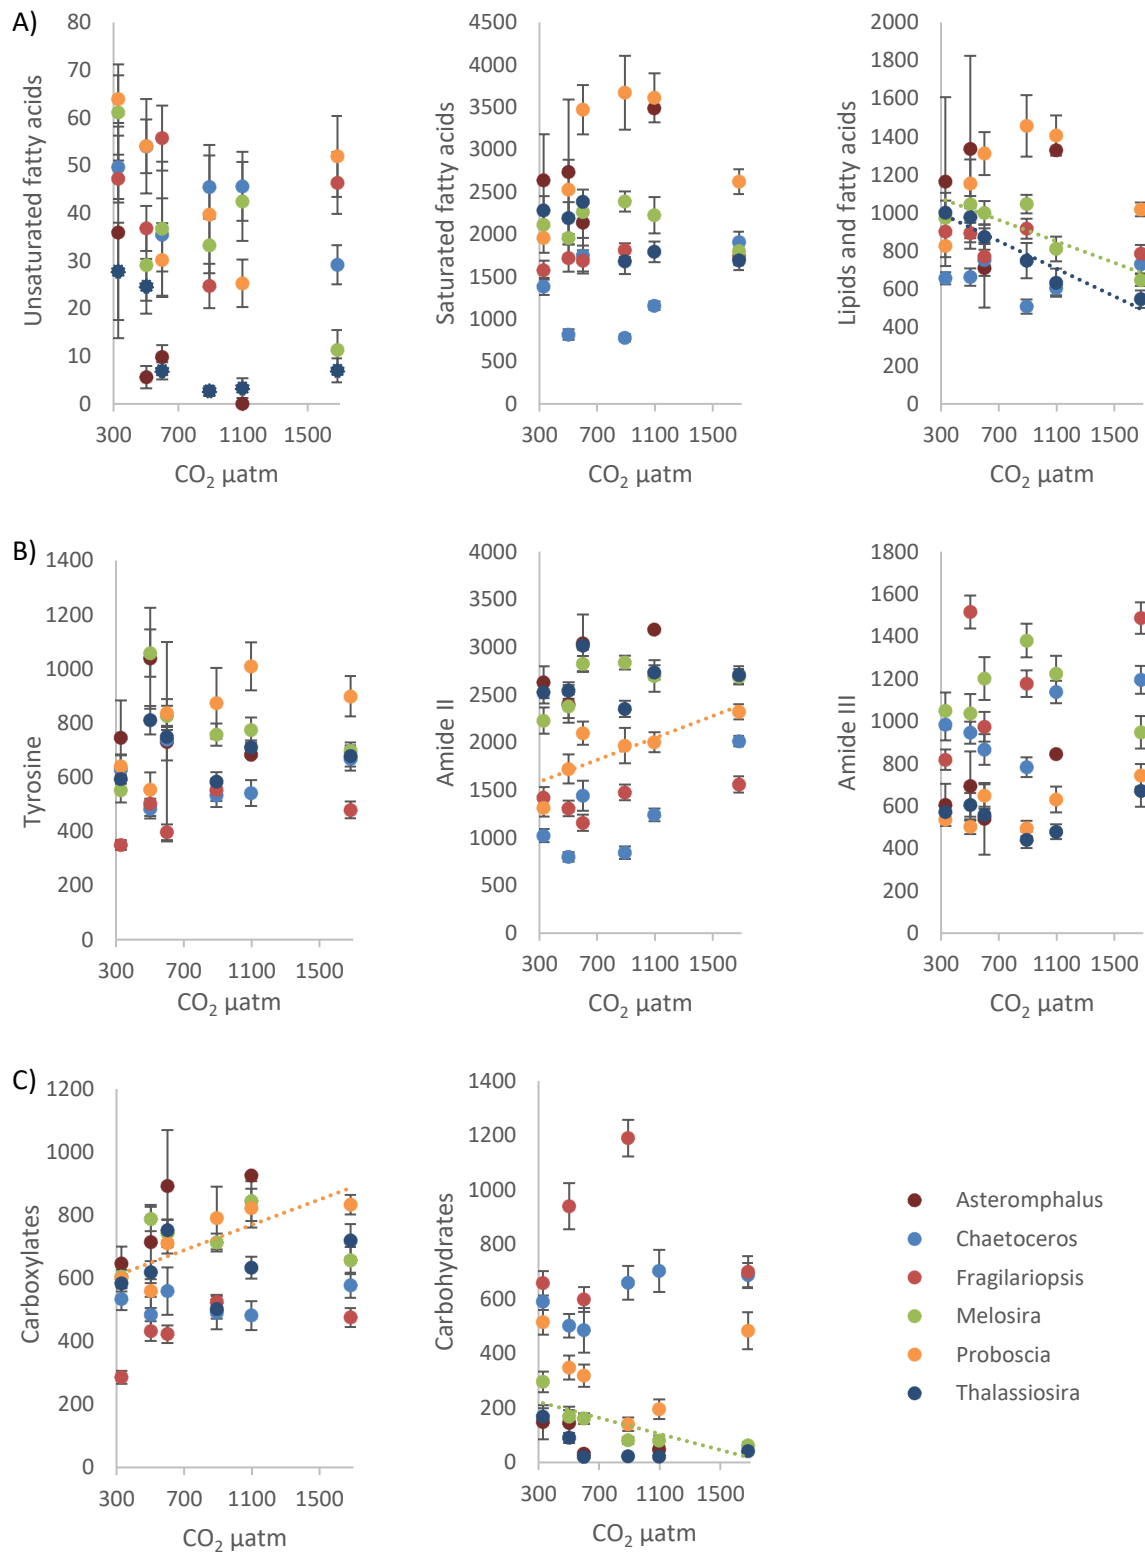 A)
Unsaturated fatty acids
80
70
60
50
40
30
20
10
0
300 700 1100 1500
CO₂ µatm
Saturated fatty acids
4500
4000
3500
3000
2500
2000
1500
1000
500
0
300 700 1100 1500
CO₂ µatm
Lipids and fatty acids
2000
1800
1600
1400
1200
1000
800
600
400
200
0
300 700 1100 1500
CO₂ µatm
B)
Tyrosine
1400
1200
1000
800
600
400
200
0
300 700 1100 1500
CO₂ µatm
Amide II
4000
3500
3000
2500
2000
1500
1000
500
0
300 700 1100 1500
CO₂ µatm
Amide III
1800
1600
1400
1200
1000
800
600
400
200
0
300 700 1100 1500
CO₂ µatm
C)
Carboxylates
1200
1000
800
600
400
200
0
300 700 1100 1500
CO₂ µatm
Carbohydrates
1400
1200
1000
800
600
400
200
0
300 700 1100 1500
CO₂ µatm
Asteromphalus
Chaetoceros
Fragilariopsis
Melosira
Proboscia
Thalassiosira